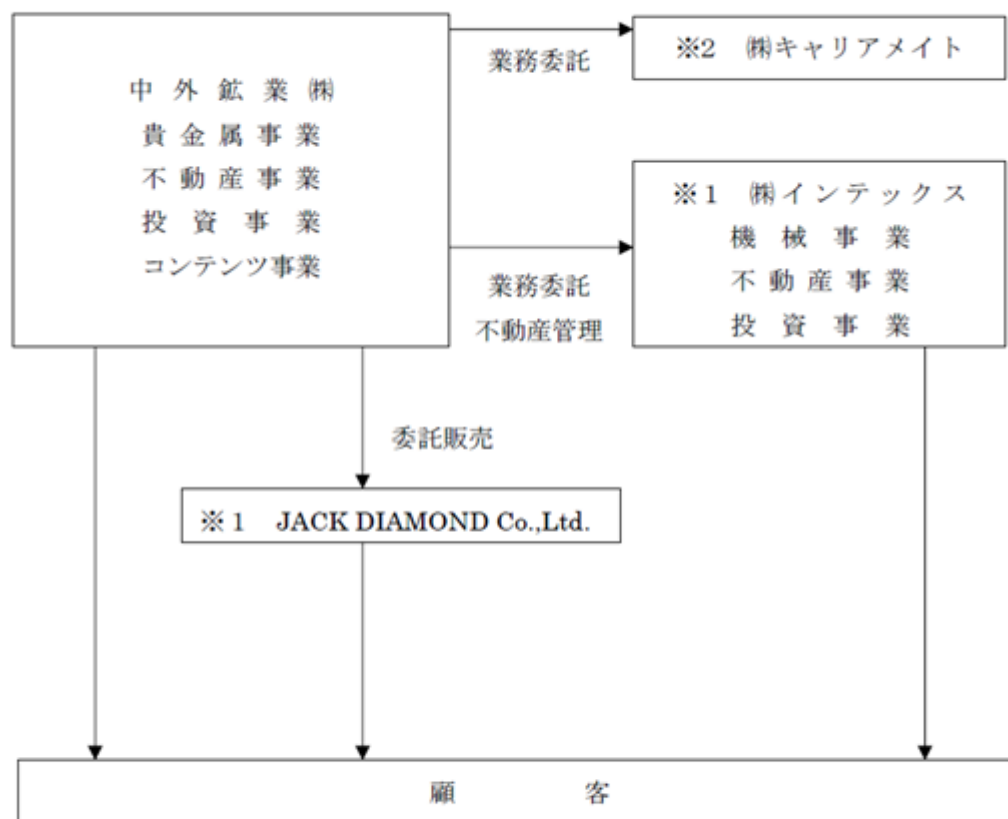 中外鉱業㈱
貴金属事業
不動産事業
投資事業
コンテンツ事業
業務委託
※2 ㈱キャリアメイト
業務委託
不動産管理
※1 ㈱インテックス
機械事業
不動産事業
投資事業
委託販売
※1 JACK DIAMOND Co.,Ltd.
顧客